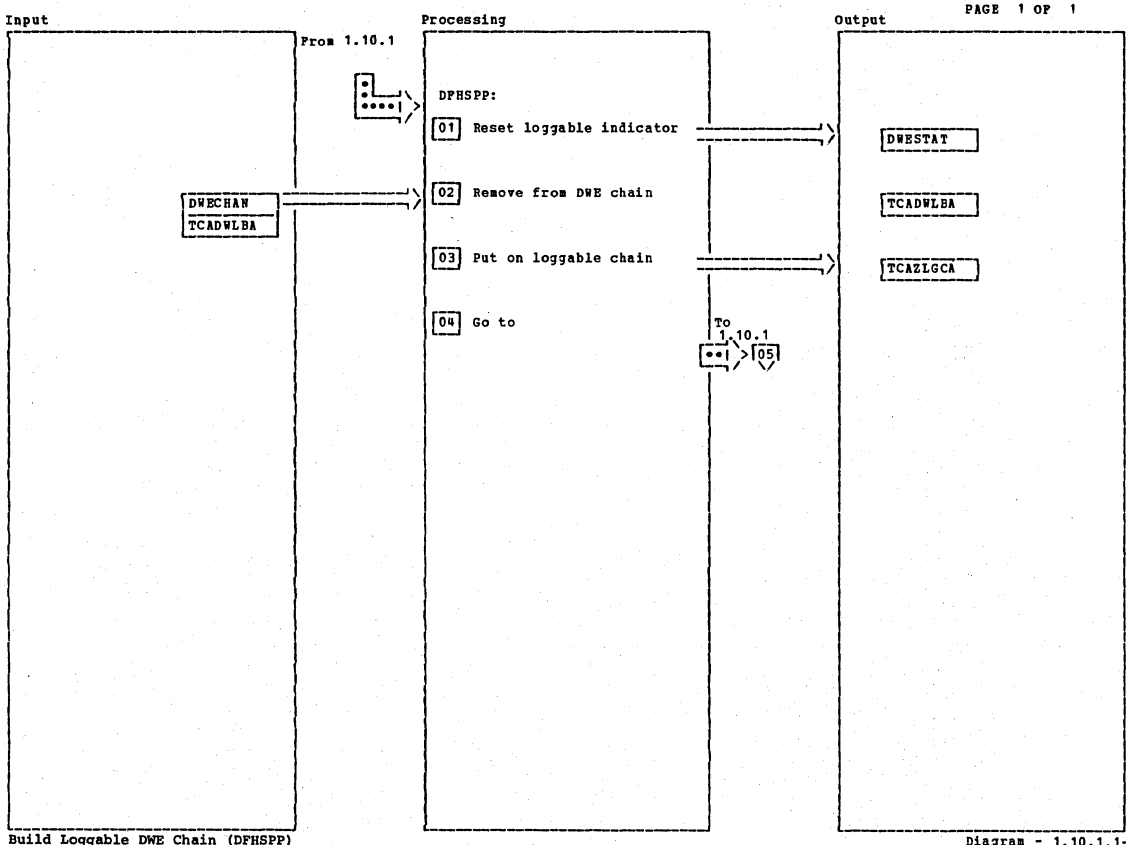 PAGE 1 OF 1
Input
Processing
Output
From 1.10.1
DFHSPP:
01 Reset loggable indicator
DWESTAT
02 Remove from DWE chain
DWECHAN
TCADWLBA
TCADWLBA
03 Put on loggable chain
TCAZLGCA
04 Go to
To
1.10.1
05
Build Loggable DWE Chain (DFHSPP)
Diagram - 1.10.1.1-